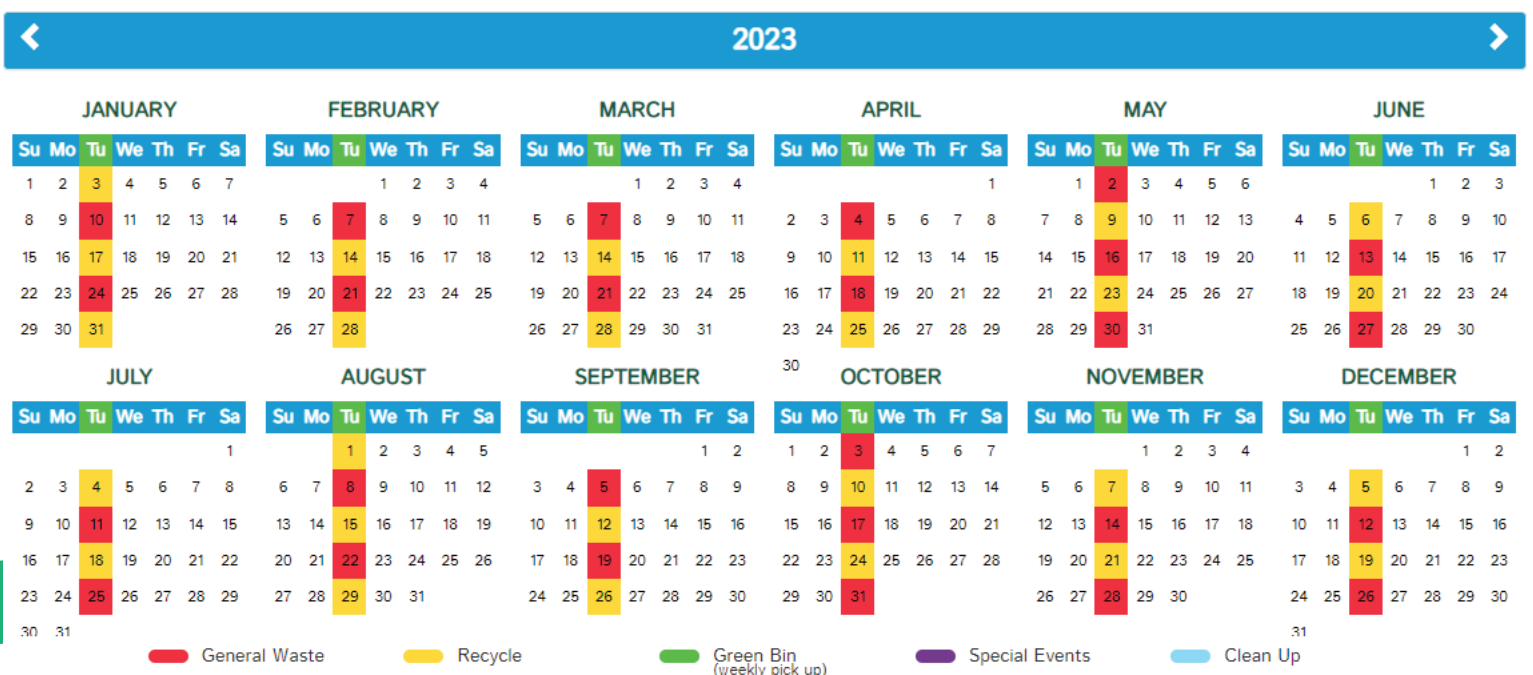 2023
JANUARY FEBRUARY MARCH APRIL MAY JUNE
Su Mo Tu We Th Fr Sa Su Mo Tu We Th Fr Sa Su Mo Tu We Th Fr Sa Su Mo Tu We Th Fr Sa Su Mo Tu We Th Fr Sa Su Mo Tu We Th Fr Sa
1 2 3 4 5 6 7 1 2 3 4 1 2 3 4 1 1 2 3 4 5 6 1 2 3
8 9 10 11 12 13 14 5 6 7 8 9 10 11 5 6 7 8 9 10 11 2 3 4 5 6 7 8 7 8 9 10 11 12 13 4 5 6 7 8 9 10
15 16 17 18 19 20 21 12 13 14 15 16 17 18 12 13 14 15 16 17 18 9 10 11 12 13 14 15 14 15 16 17 18 19 20 11 12 13 14 15 16 17
22 23 24 25 26 27 28 19 20 21 22 23 24 25 19 20 21 22 23 24 25 16 17 18 19 20 21 22 21 22 23 24 25 26 27 18 19 20 21 22 23 24
29 30 31 26 27 28 26 27 28 29 30 31 23 24 25 26 27 28 29 28 29 30 31 25 26 27 28 29 30
30
JULY AUGUST SEPTEMBER OCTOBER NOVEMBER DECEMBER
Su Mo Tu We Th Fr Sa Su Mo Tu We Th Fr Sa Su Mo Tu We Th Fr Sa Su Mo Tu We Th Fr Sa Su Mo Tu We Th Fr Sa Su Mo Tu We Th Fr Sa
1 1 2 3 4 5 1 2 1 2 3 4 5 6 7 1 2 3 4 1 2
2 3 4 5 6 7 8 6 7 8 9 10 11 12 3 4 5 6 7 8 9 8 9 10 11 12 13 14 5 6 7 8 9 10 11 3 4 5 6 7 8 9
9 10 11 12 13 14 15 13 14 15 16 17 18 19 10 11 12 13 14 15 16 15 16 17 18 19 20 21 12 13 14 15 16 17 18 10 11 12 13 14 15 16
16 17 18 19 20 21 22 20 21 22 23 24 25 26 17 18 19 20 21 22 23 22 23 24 25 26 27 28 19 20 21 22 23 24 25 17 18 19 20 21 22 23
23 24 25 26 27 28 29 27 28 29 30 31 24 25 26 27 28 29 30 29 30 31 26 27 28 29 30 24 25 26 27 28 29 30
30 31 31
General Waste Recycle Green Bin Special Events Clean Up
(weekly pick up)